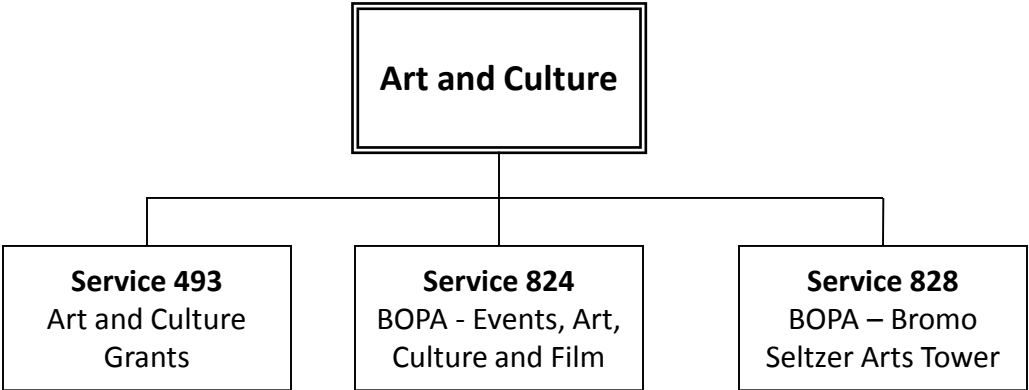 Art and Culture
Service 493
Art and Culture
Grants
Service 824
BOPA - Events, Art,
Culture and Film
Service 828
BOPA – Bromo
Seltzer Arts Tower